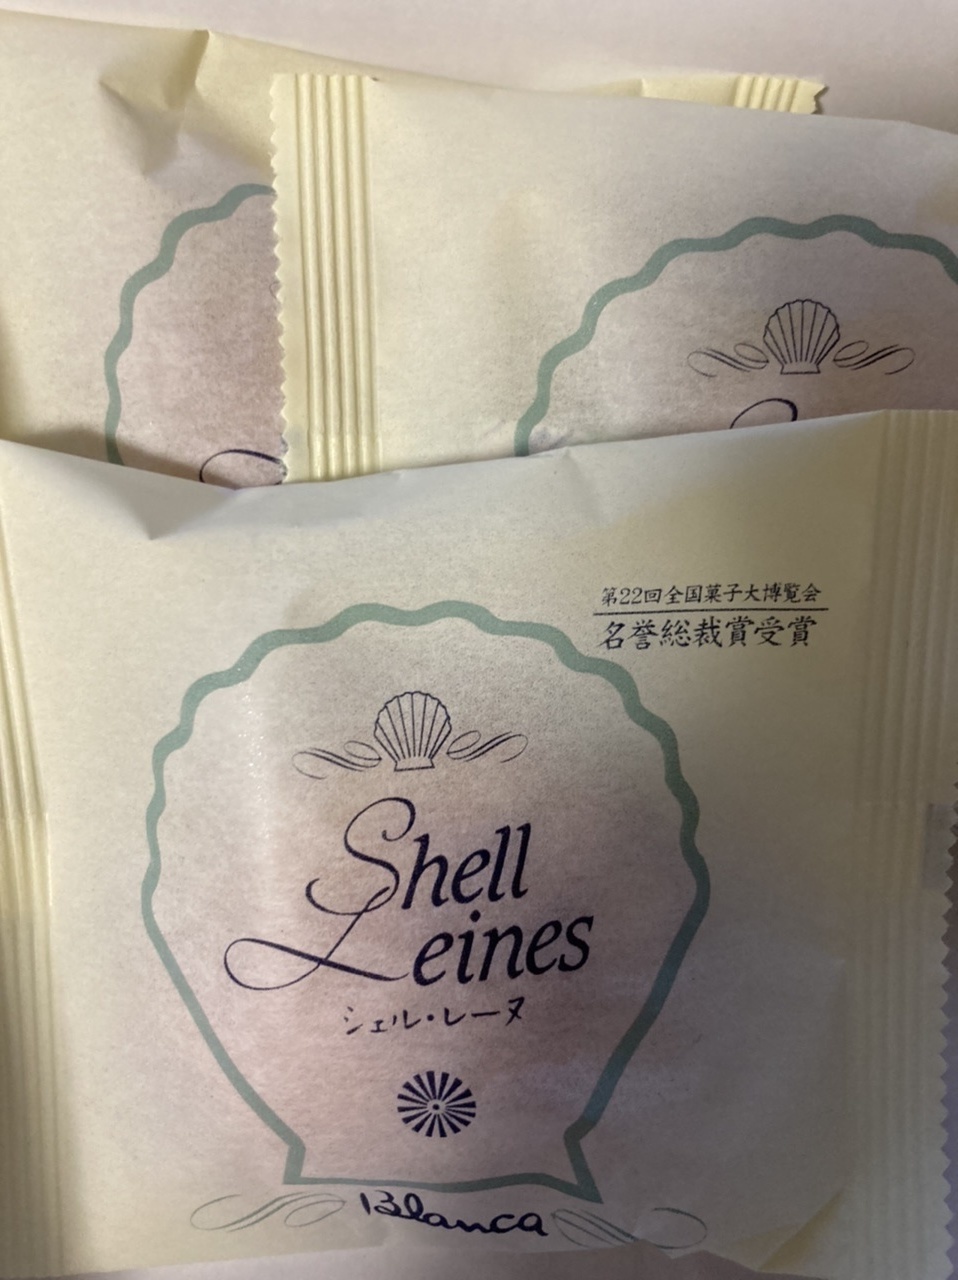 第22回全国菓子大博覧会
名誉総裁賞受賞
Shell
Leines
シェル・レーヌ
Blanca